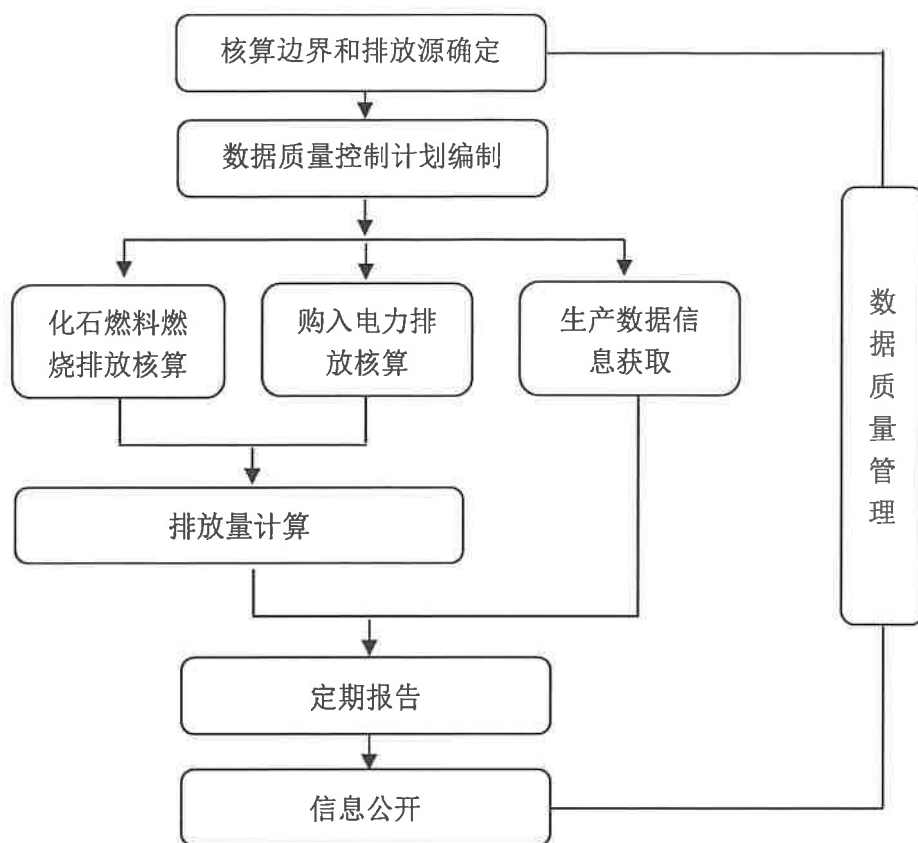 核算边界和排放源确定
数据质量控制计划编制
化石燃料燃
烧排放核算
购入电力排
放核算
生产数据信
息获取
数据质量管理
排放量计算
定期报告
信息公开